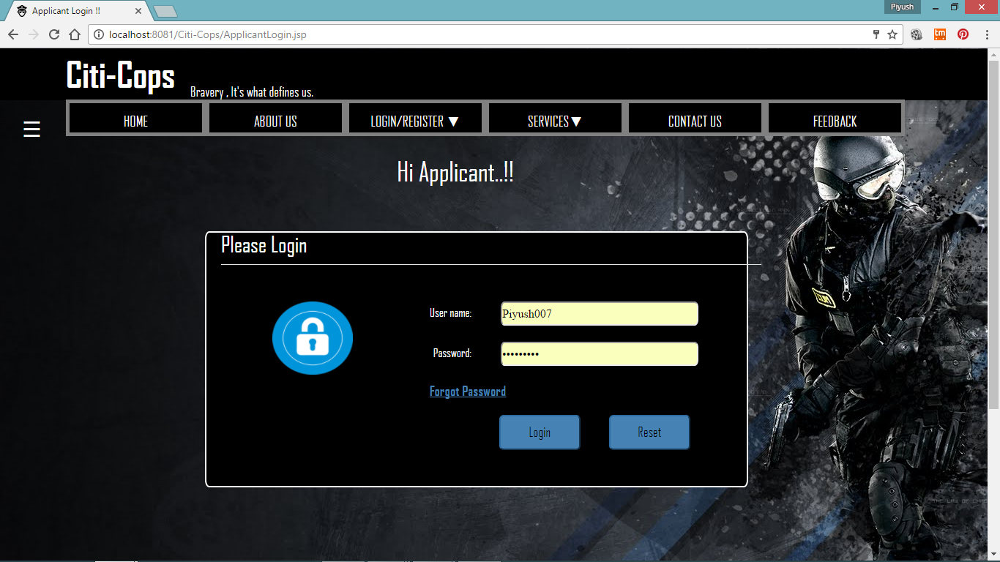 Applicant Login !!
Piyush
localhost:8081/Citi-Cops/ApplicantLogin.jsp
tm
Citi-Cops
Bravery , It's what defines us.
HOME ABOUT US LOGIN/REGISTER ▼ SERVICES▼ CONTACT US FEEDBACK
Hi Applicant..!!
Please Login
User name: Piyush007
Password: •••••••••
Forgot Password
Login Reset